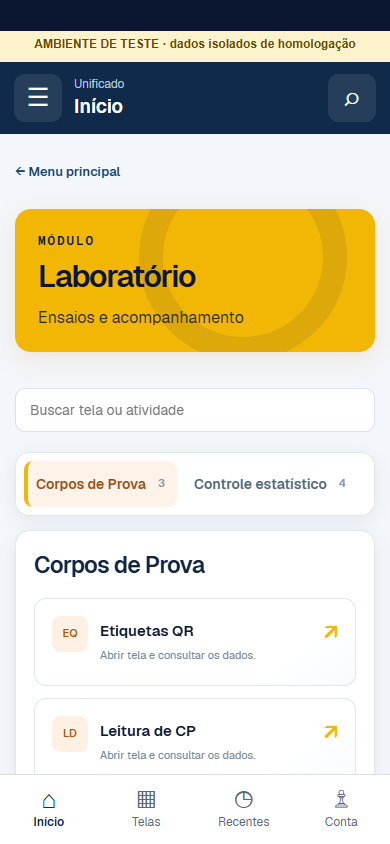 AMBIENTE DE TESTE · dados isolados de homologação
Unificado
Início
← Menu principal
MÓDULO
Laboratório
Ensaios e acompanhamento
Buscar tela ou atividade
Corpos de Prova 3
Controle estatístico 4
Corpos de Prova
EQ
Etiquetas QR
Abrir tela e consultar os dados.
LD
Leitura de CP
Abrir tela e consultar os dados.
Início
Telas
Recentes
Conta